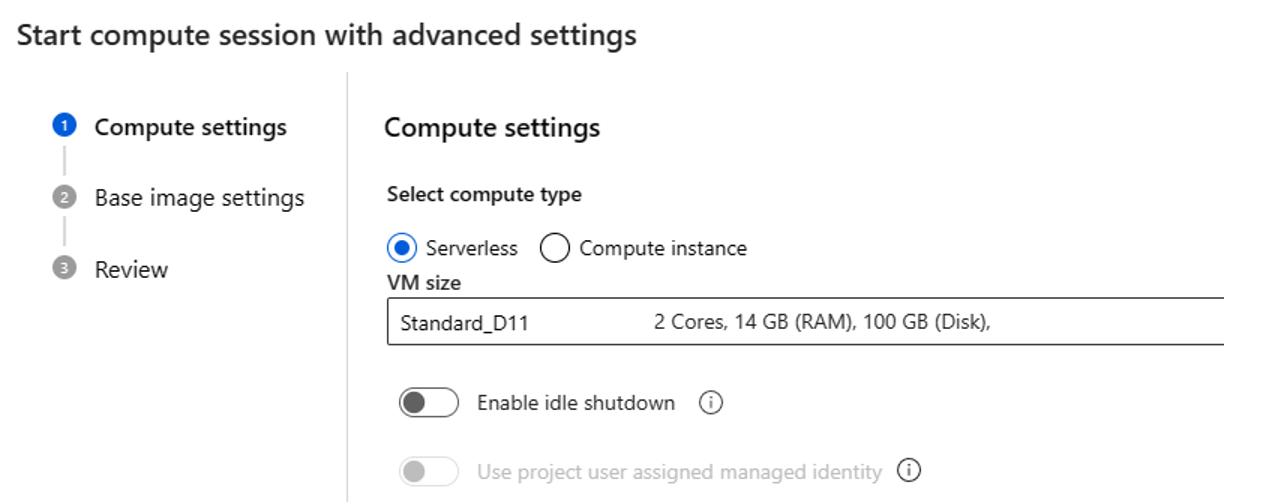 Start compute session with advanced settings
1 Compute settings
2 Base image settings
3 Review
Compute settings
Select compute type
Serverless Compute instance
VM size
Standard_D11 2 Cores, 14 GB (RAM), 100 GB (Disk),
Enable idle shutdown
Use project user assigned managed identity